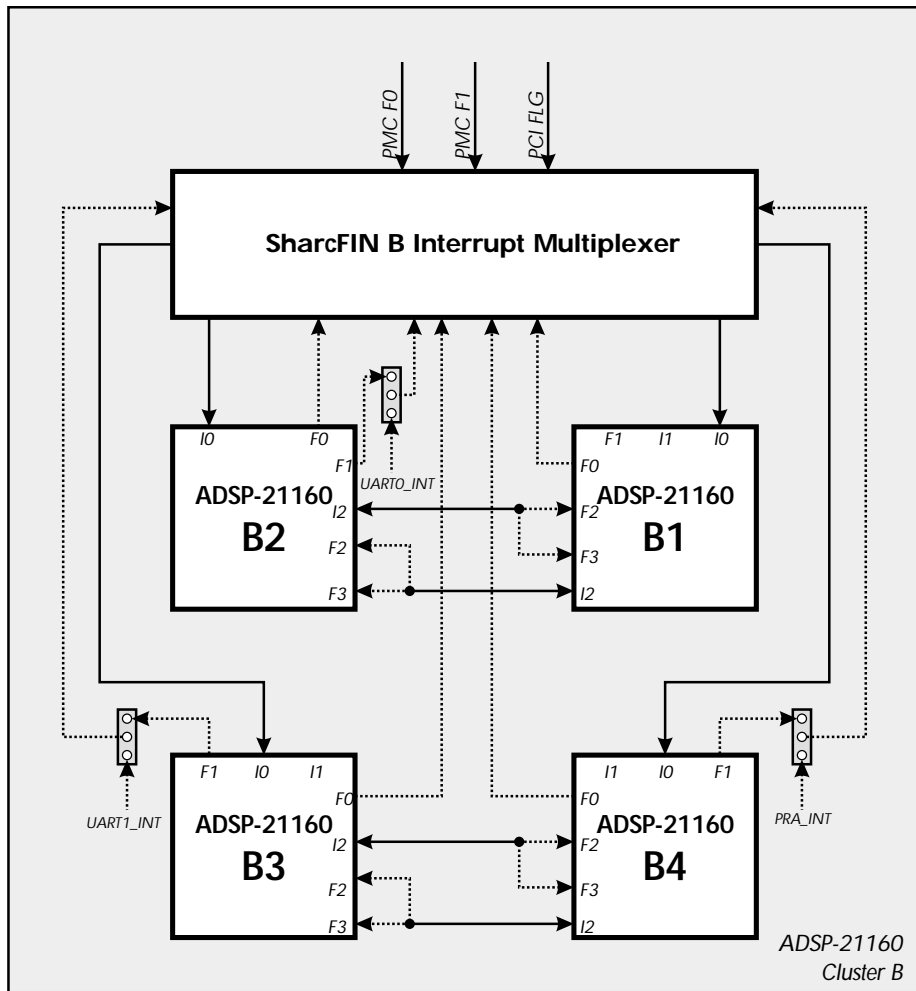 PMC F0
PMC F1
PCI FLG
SharcFIN B Interrupt Multiplexer
I0
F0
F1
ADSP-21160
B2
I2
F2
F3
UART0_INT
F1
I1
I0
F0
ADSP-21160
B1
F2
F3
I2
F1
I0
I1
F0
ADSP-21160
B3
I2
F2
F3
UART1_INT
I1
I0
F1
F0
ADSP-21160
B4
F2
F3
I2
PRA_INT
ADSP-21160
Cluster B